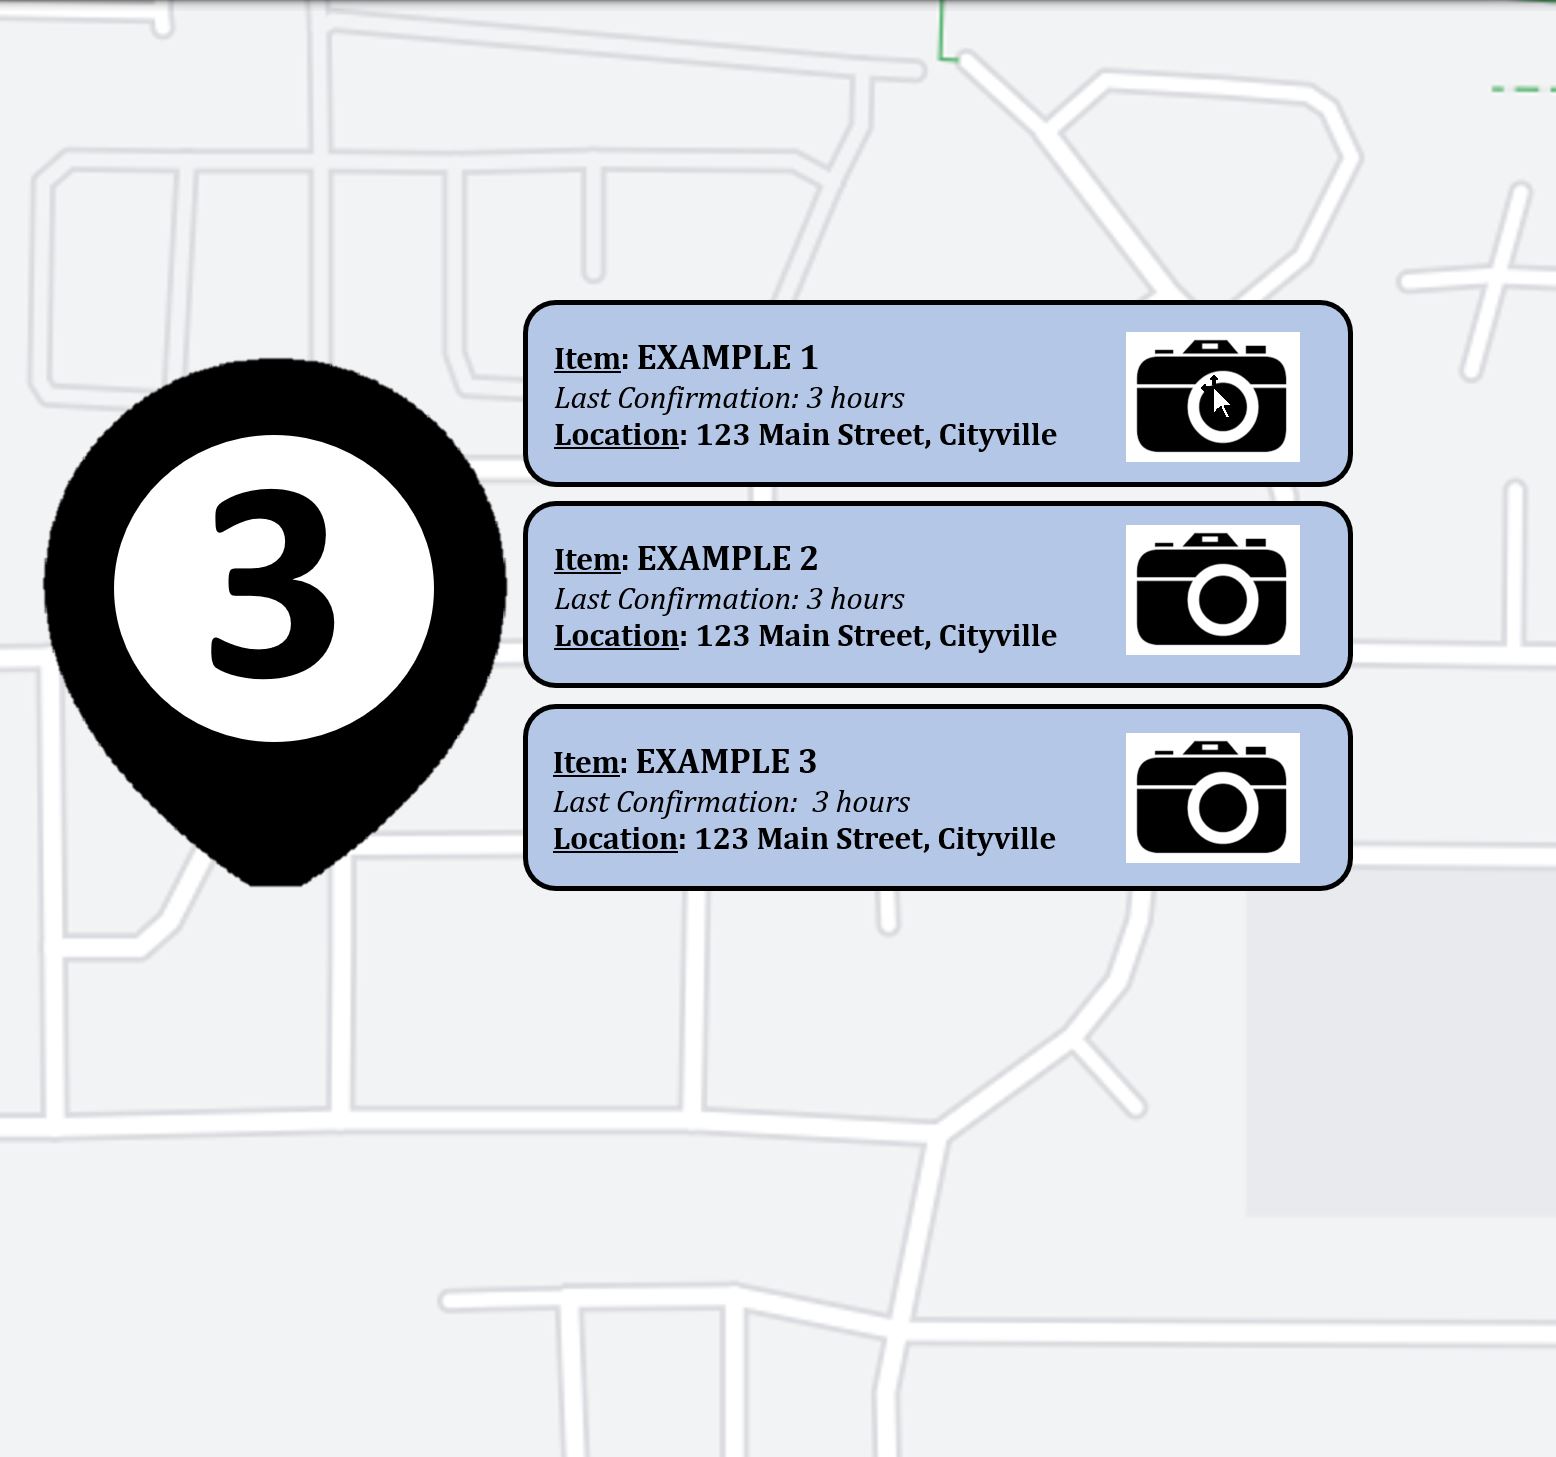 3
Item: EXAMPLE 1
Last Confirmation: 3 hours
Location: 123 Main Street, Cityville
Item: EXAMPLE 2
Last Confirmation: 3 hours
Location: 123 Main Street, Cityville
Item: EXAMPLE 3
Last Confirmation:  3 hours
Location: 123 Main Street, Cityville